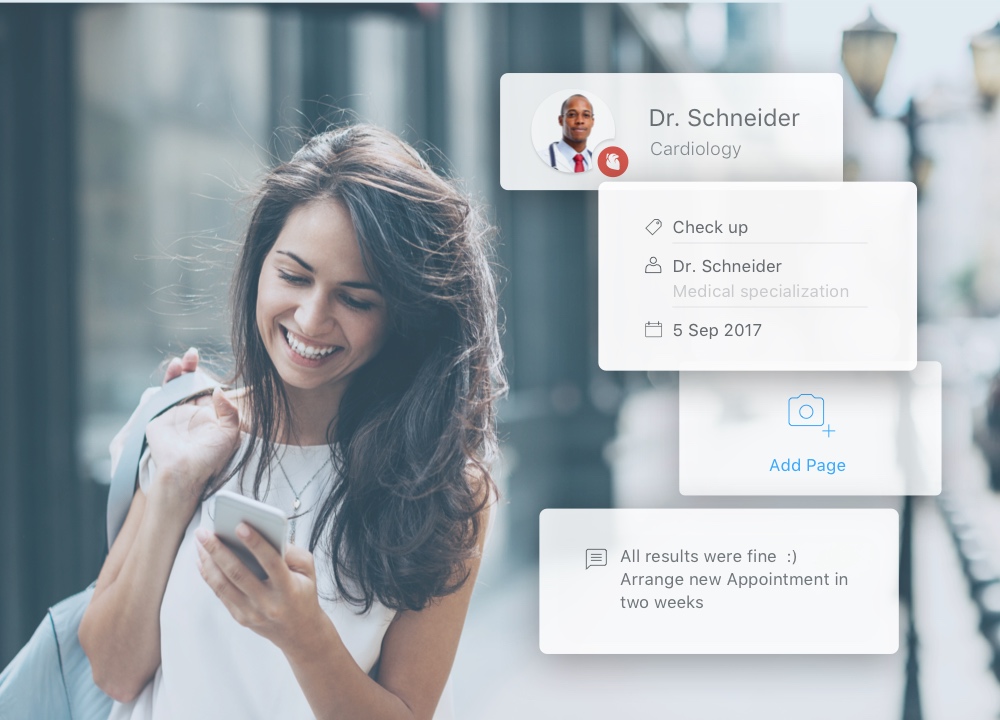 Dr. Schneider
Cardiology
Check up
Dr. Schneider
Medical specialization
5 Sep 2017
Add Page
All results were fine :)
Arrange new Appointment in
two weeks